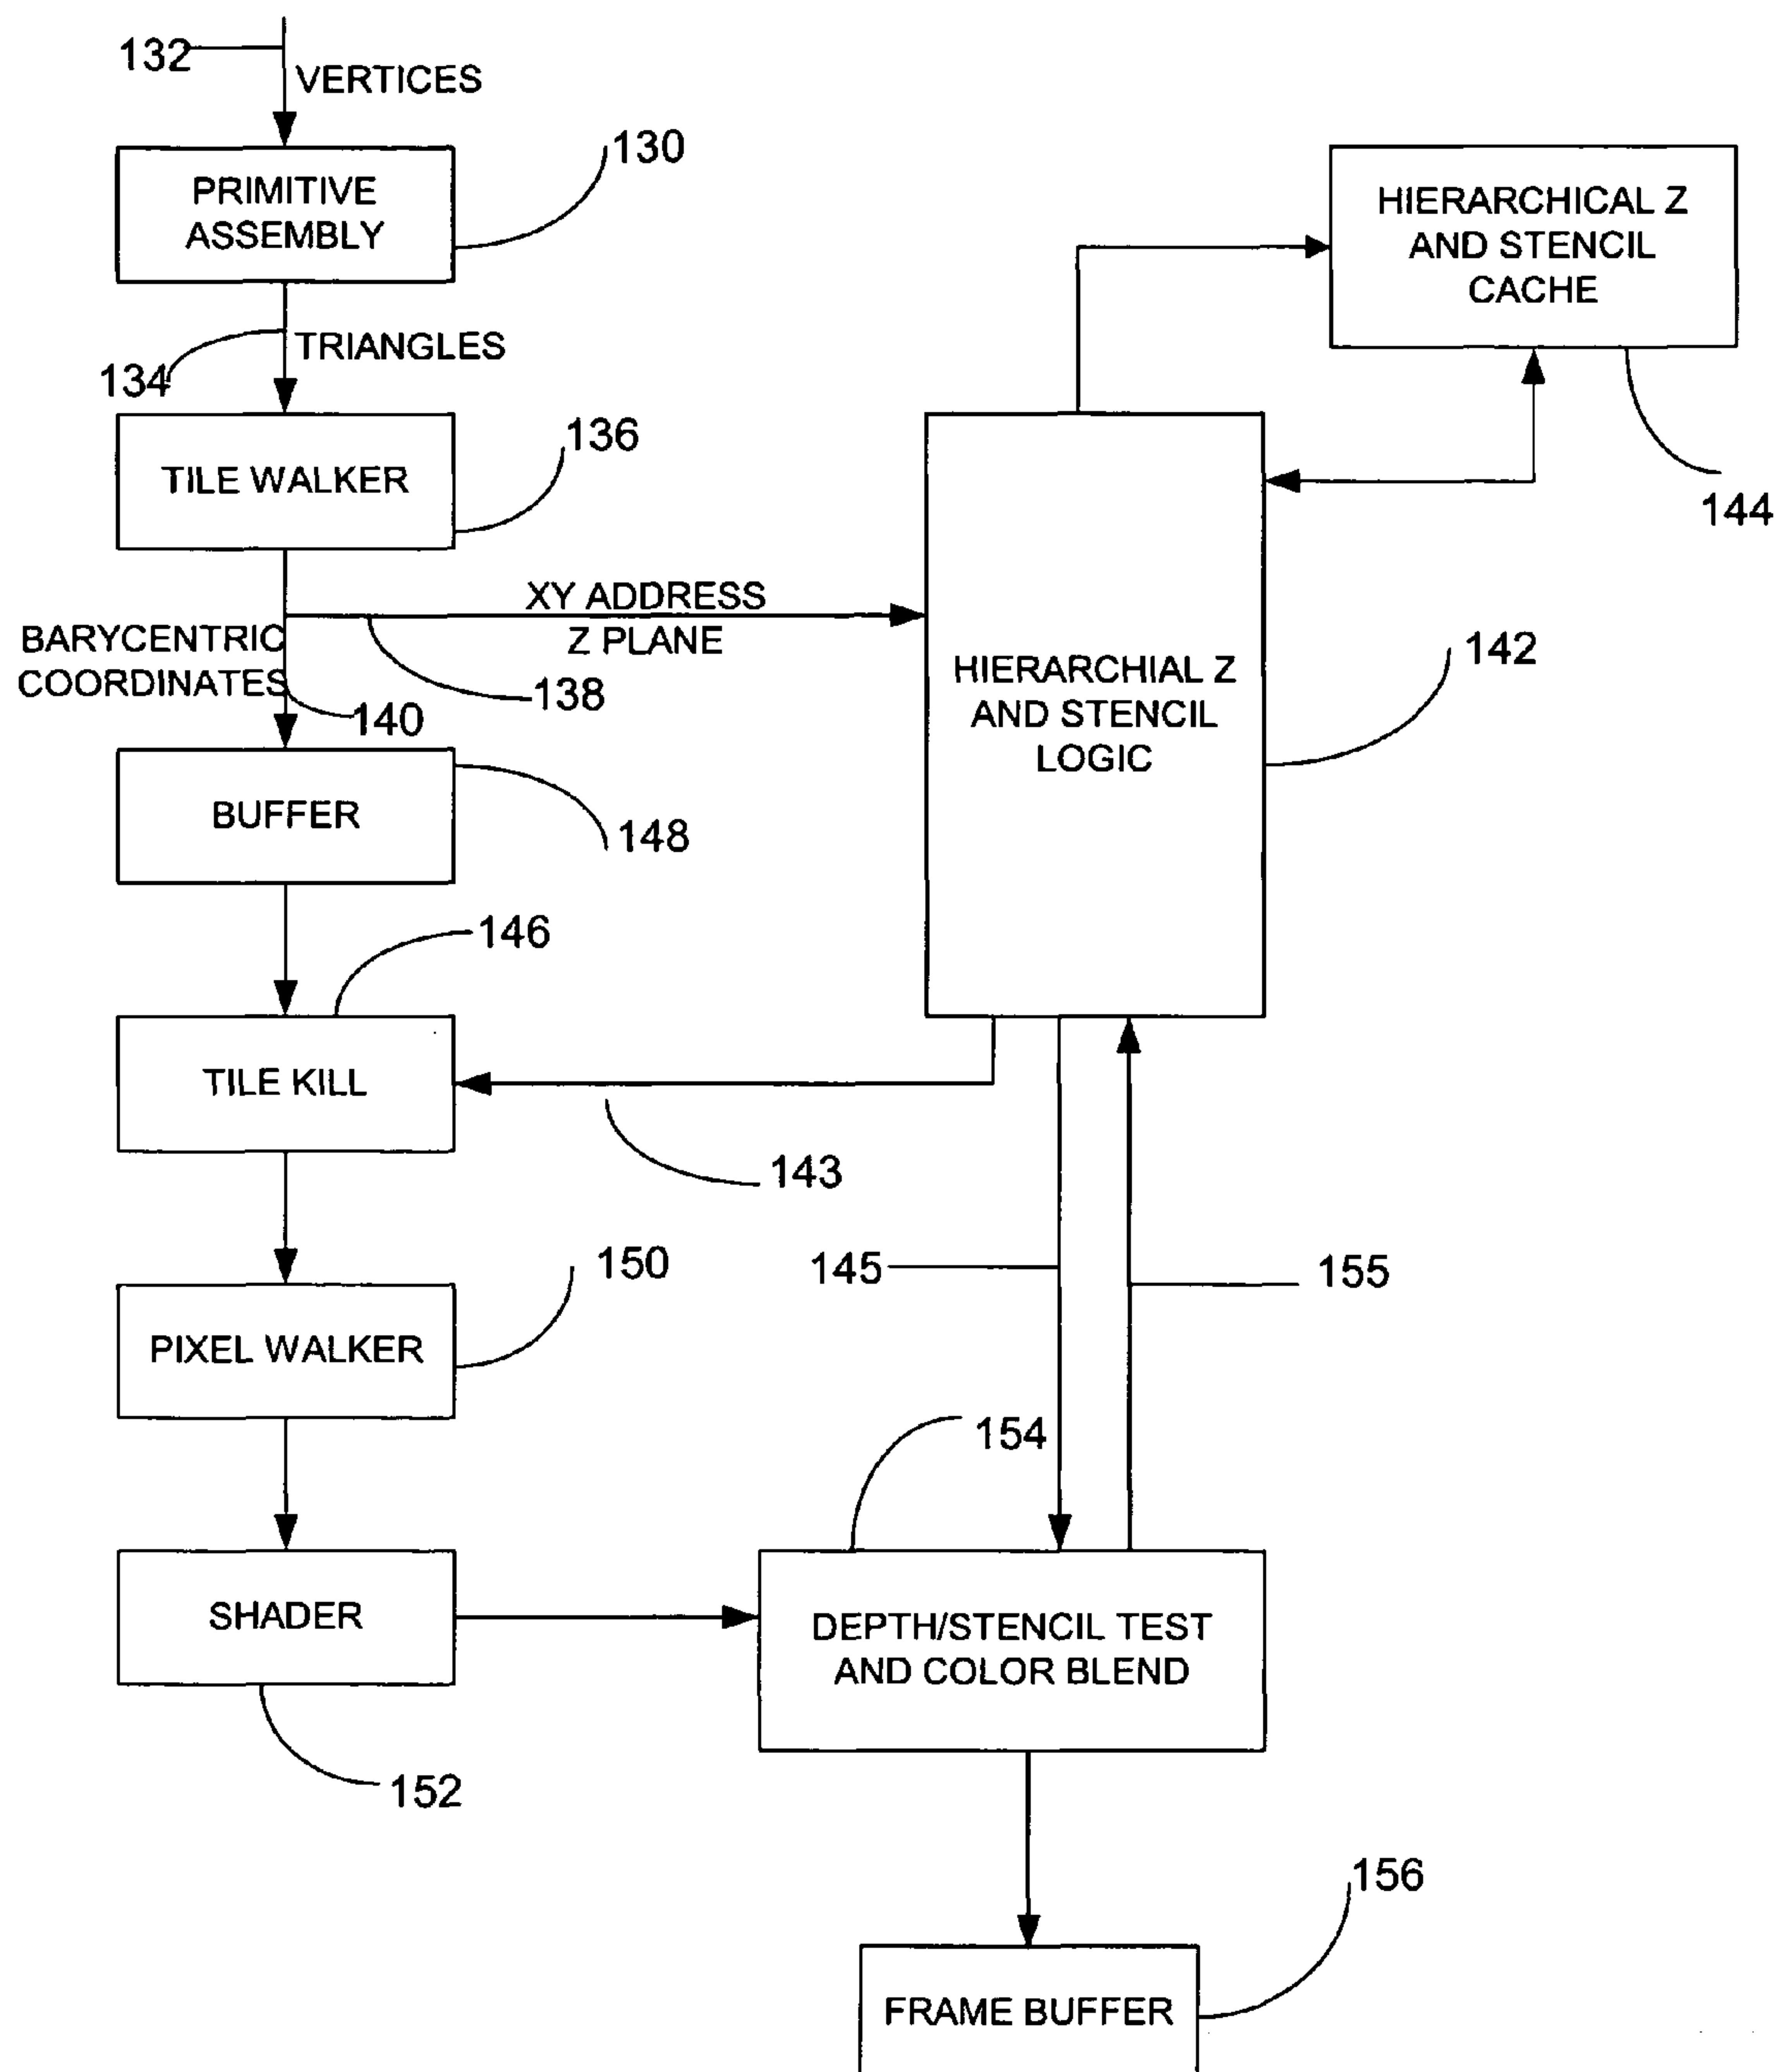 132
VERTICES
PRIMITIVE
ASSEMBLY
130
HIERARCHICAL Z
AND STENCIL
CACHE
144
TRIANGLES
134
TILE WALKER
136
XY ADDRESS
Z PLANE
138
BARYCENTRIC
COORDINATES
140
HIERARCHIAL Z
AND STENCIL
LOGIC
142
BUFFER
148
146
TILE KILL
143
PIXEL WALKER
150
145
155
154
SHADER
152
DEPTH/STENCIL TEST
AND COLOR BLEND
156
FRAME BUFFER